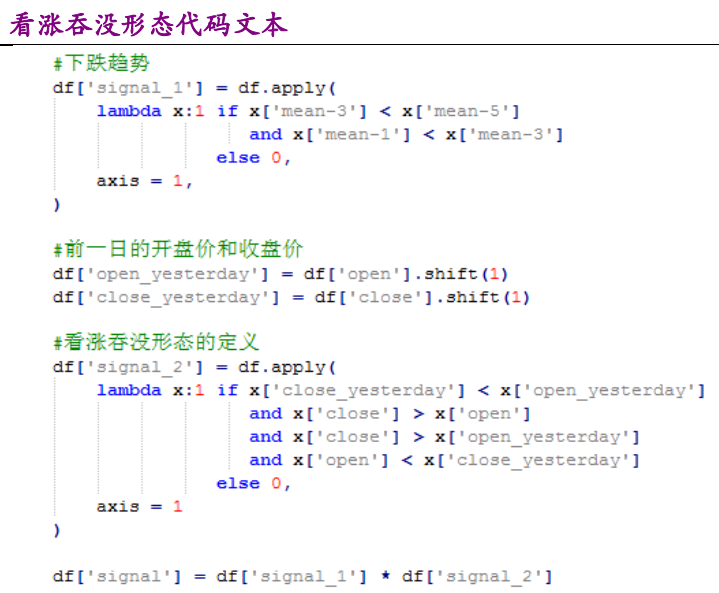 看涨吞没形态代码文本
#下跌趋势
df['signal_1'] = df.apply(
    lambda x:1 if x['mean-3'] < x['mean-5']
                  and x['mean-1'] < x['mean-3']
               else 0,
    axis = 1,
)
#前一日的开盘价和收盘价
df['open_yesterday'] = df['open'].shift(1)
df['close_yesterday'] = df['close'].shift(1)
#看涨吞没形态的定义
df['signal_2'] = df.apply(
    lambda x:1 if x['close_yesterday'] < x['open_yesterday']
                  and x['close'] > x['open']
                  and x['close'] > x['open_yesterday']
                  and x['open'] < x['close_yesterday']
               else 0,
    axis = 1
)
df['signal'] = df['signal_1'] * df['signal_2']